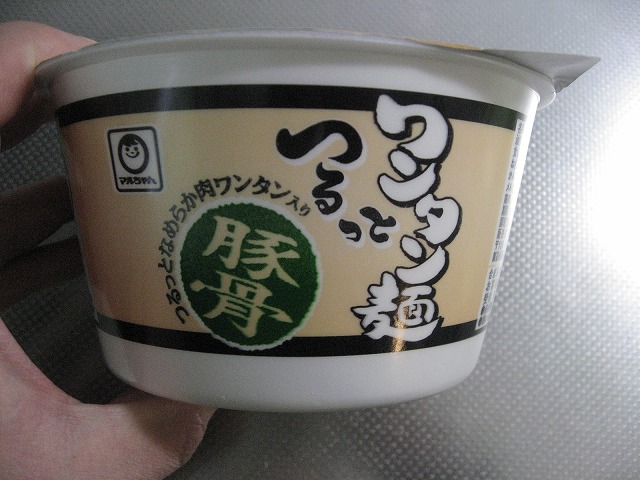 マルちゃん
つるっと
ワンタン麺
つるっとなめらか肉ワンタン入り
豚骨